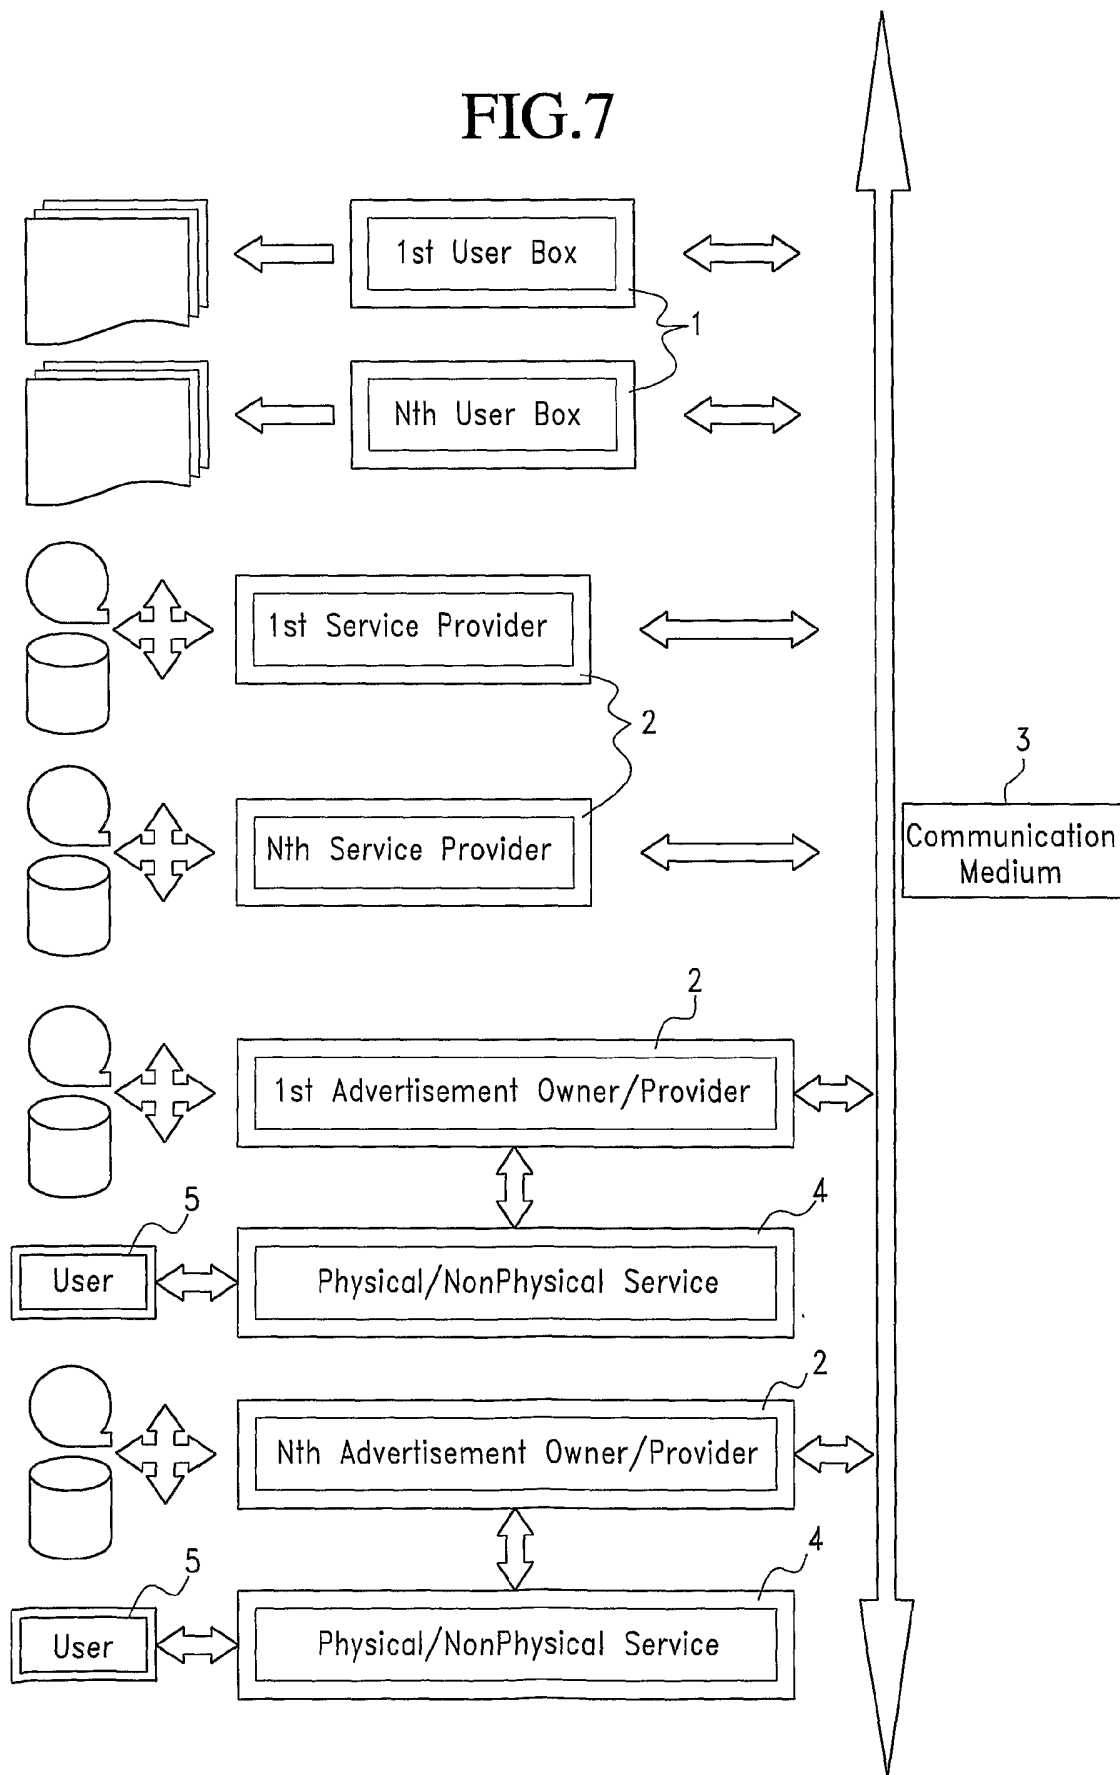 FIG.7
1st User Box
1
Nth User Box
1st Service Provider
2
3
Nth Service Provider
Communication
Medium
2
1st Advertisement Owner/Provider
5
4
User
Physical/NonPhysical Service
2
Nth Advertisement Owner/Provider
5
4
User
Physical/NonPhysical Service